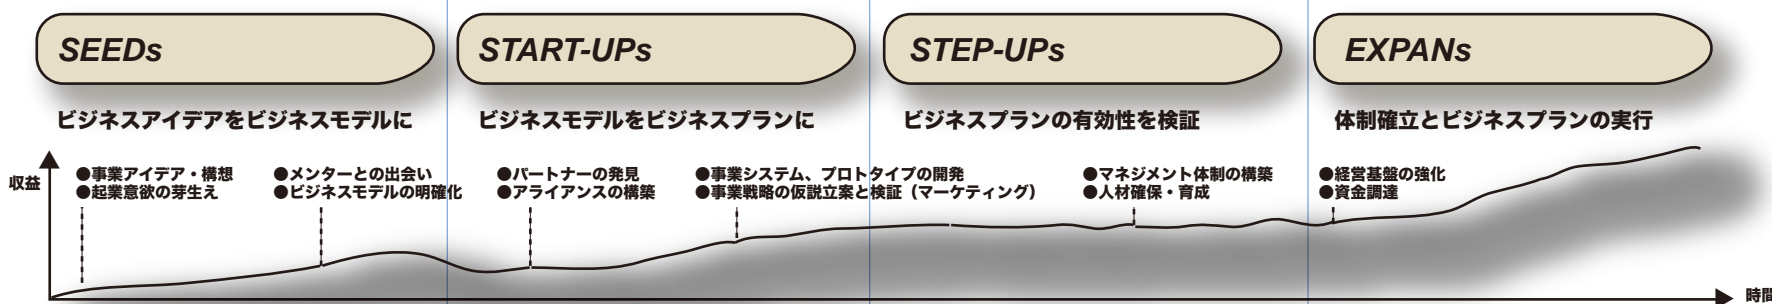 SEEDs
START-UPs
STEP-UPs
EXPANs
ビジネスアイデアをビジネスモデルに
ビジネスモデルをビジネスプランに
ビジネスプランの有効性を検証
体制確立とビジネスプランの実行
収益
●事業アイデア・構想
●起業意欲の芽生え
●メンターとの出会い
●ビジネスモデルの明確化
●パートナーの発見
●アライアンスの構築
●事業システム、プロトタイプの開発
●事業戦略の仮説立案と検証（マーケティング）
●マネジメント体制の構築
●人材確保・育成
●経営基盤の強化
●資金調達
時間